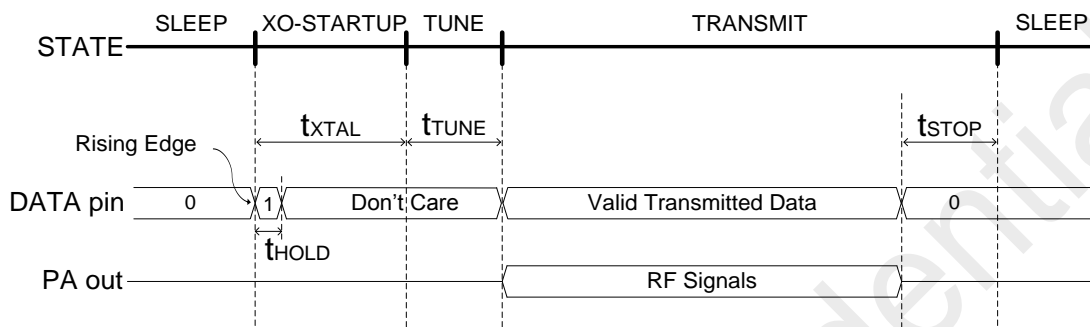 SLEEP XO-STARTUP TUNE TRANSMIT SLEEP
STATE
tXTAL tTUNE tSTOP
Rising Edge
DATA pin 0 1 Don't Care Valid Transmitted Data 0
tHOLD
PA out RF Signals